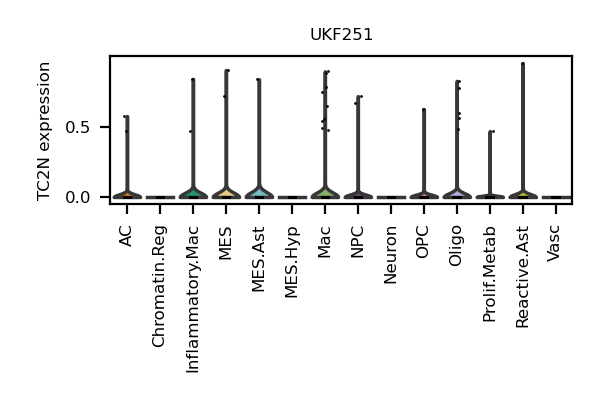 UKF251
TC2N expression
0.5
0.0
AC
Chromatin.Reg
Inflammatory.Mac
MES
MES.Ast
MES.Hyp
Mac
NPC
Neuron
OPC
Oligo
Prolif.Metab
Reactive.Ast
Vasc